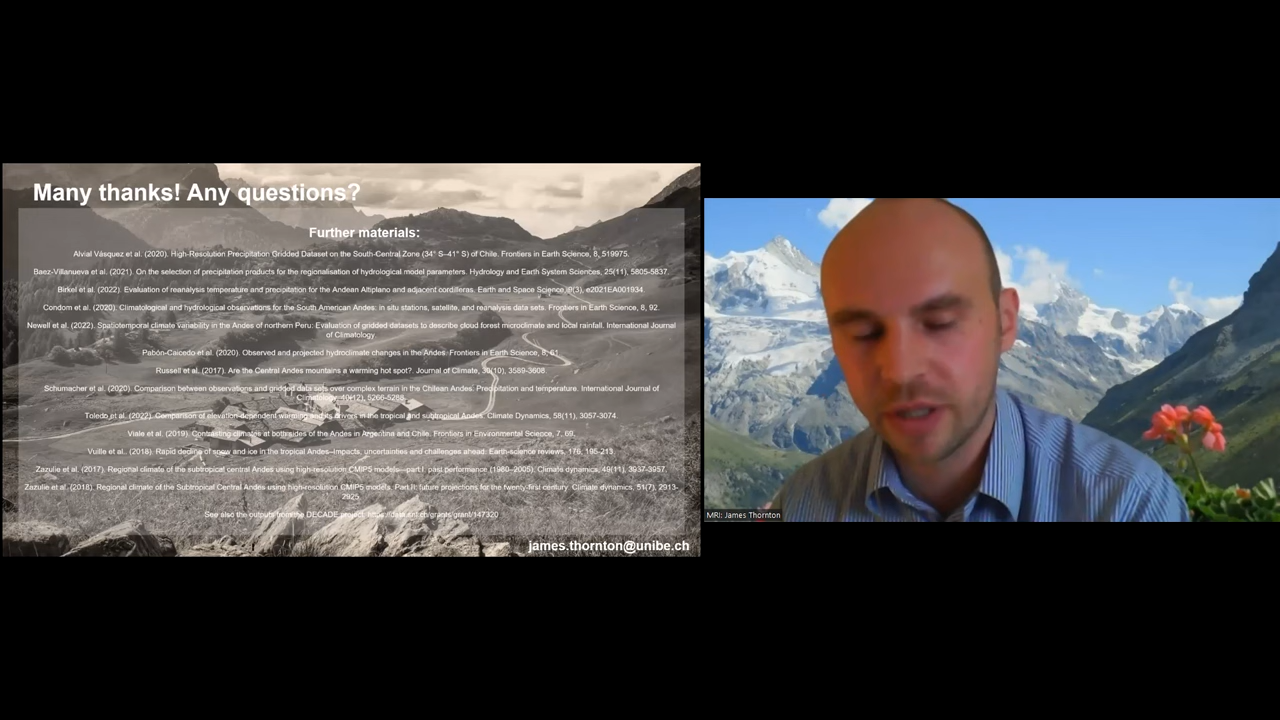 Many thanks! Any questions?
Further materials:
Alvial Vásquez et al. (2020). High-Resolution Precipitation Gridded Dataset on the South-Central Zone (34° S–41° S) of Chile. Frontiers in Earth Science, 8, 519975.
Baez-Villanueva et al. (2021). On the selection of precipitation products for the regionalisation of hydrological model parameters. Hydrology and Earth System Sciences, 25(11), 5805-5837.
Birkel et al. (2022). Evaluation of reanalysis temperature and precipitation for the Andean Altiplano and adjacent cordilleras. Earth and Space Science, 9(3), e2021EA001934.
Condom et al. (2020). Climatological and hydrological observations for the South American Andes: in situ stations, satellite, and reanalysis data sets. Frontiers in Earth Science, 8, 92.
Newell et al. (2022). Spatiotemporal climate variability in the Andes of northern Peru: Evaluation of gridded datasets to describe cloud forest microclimate and local rainfall. International Journal
of Climatology.
Pabón-Caicedo et al. (2020). Observed and projected hydroclimate changes in the Andes. Frontiers in Earth Science, 8, 61.
Russell et al. (2017). Are the Central Andes mountains a warming hot spot?. Journal of Climate, 30(10), 3589-3608.
Schumacher et al. (2020). Comparison between observations and gridded data sets over complex terrain in the Chilean Andes: Precipitation and temperature. International Journal of
Climatology, 40(12), 5266-5288.
Toledo et al. (2022). Comparison of elevation-dependent warming and its drivers in the tropical and subtropical Andes. Climate Dynamics, 58(11), 3057-3074.
Viale et al. (2019). Contrasting climates at both sides of the Andes in Argentina and Chile. Frontiers in Environmental Science, 7, 69.
Vuille et al.. (2018). Rapid decline of snow and ice in the tropical Andes–Impacts, uncertainties and challenges ahead. Earth-science reviews, 176, 195-213.
Zazulie et al. (2017). Regional climate of the subtropical central Andes using high-resolution CMIP5 models—part I: past performance (1980–2005). Climate dynamics, 49(11), 3937-3957.
Zazulie et al. (2018). Regional climate of the Subtropical Central Andes using high-resolution CMIP5 models. Part II: future projections for the twenty-first century. Climate dynamics, 51(7), 2913-
2925.
See also the outputs from the DECADE project: https://data.snf.ch/grants/grant/147320
james.thornton@unibe.ch
MRI: James Thornton